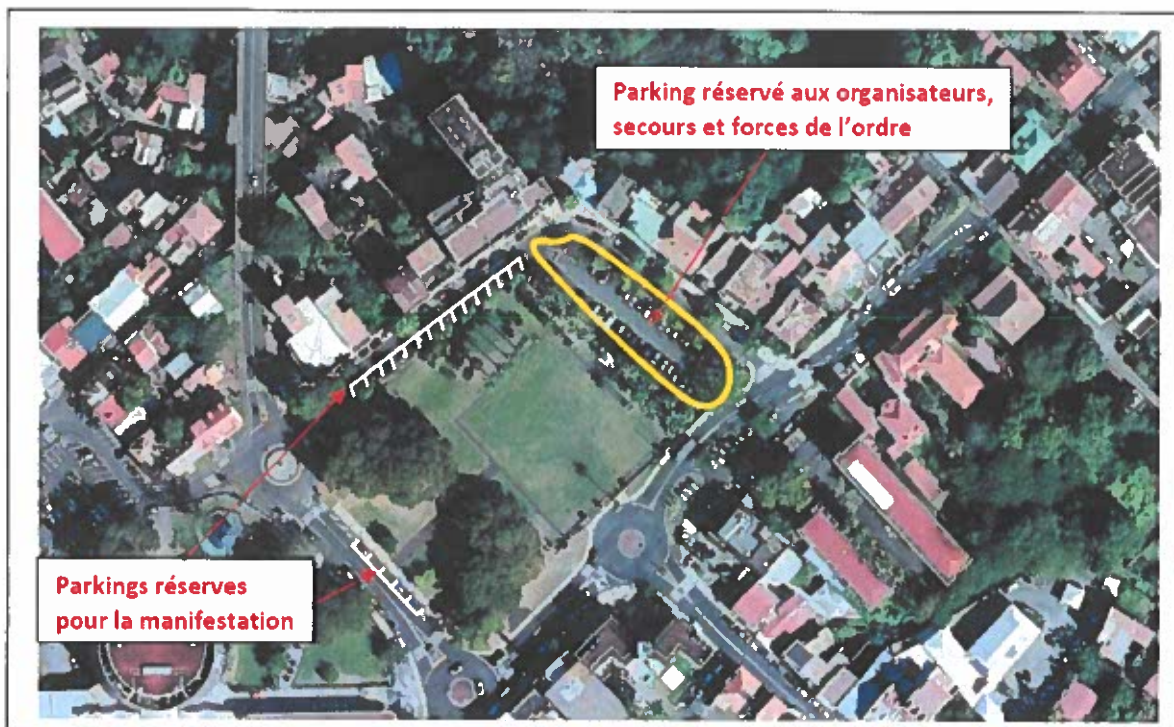 Parking réservé aux organisateurs,
secours et forces de l'ordre
Parkings réserves
pour la manifestation